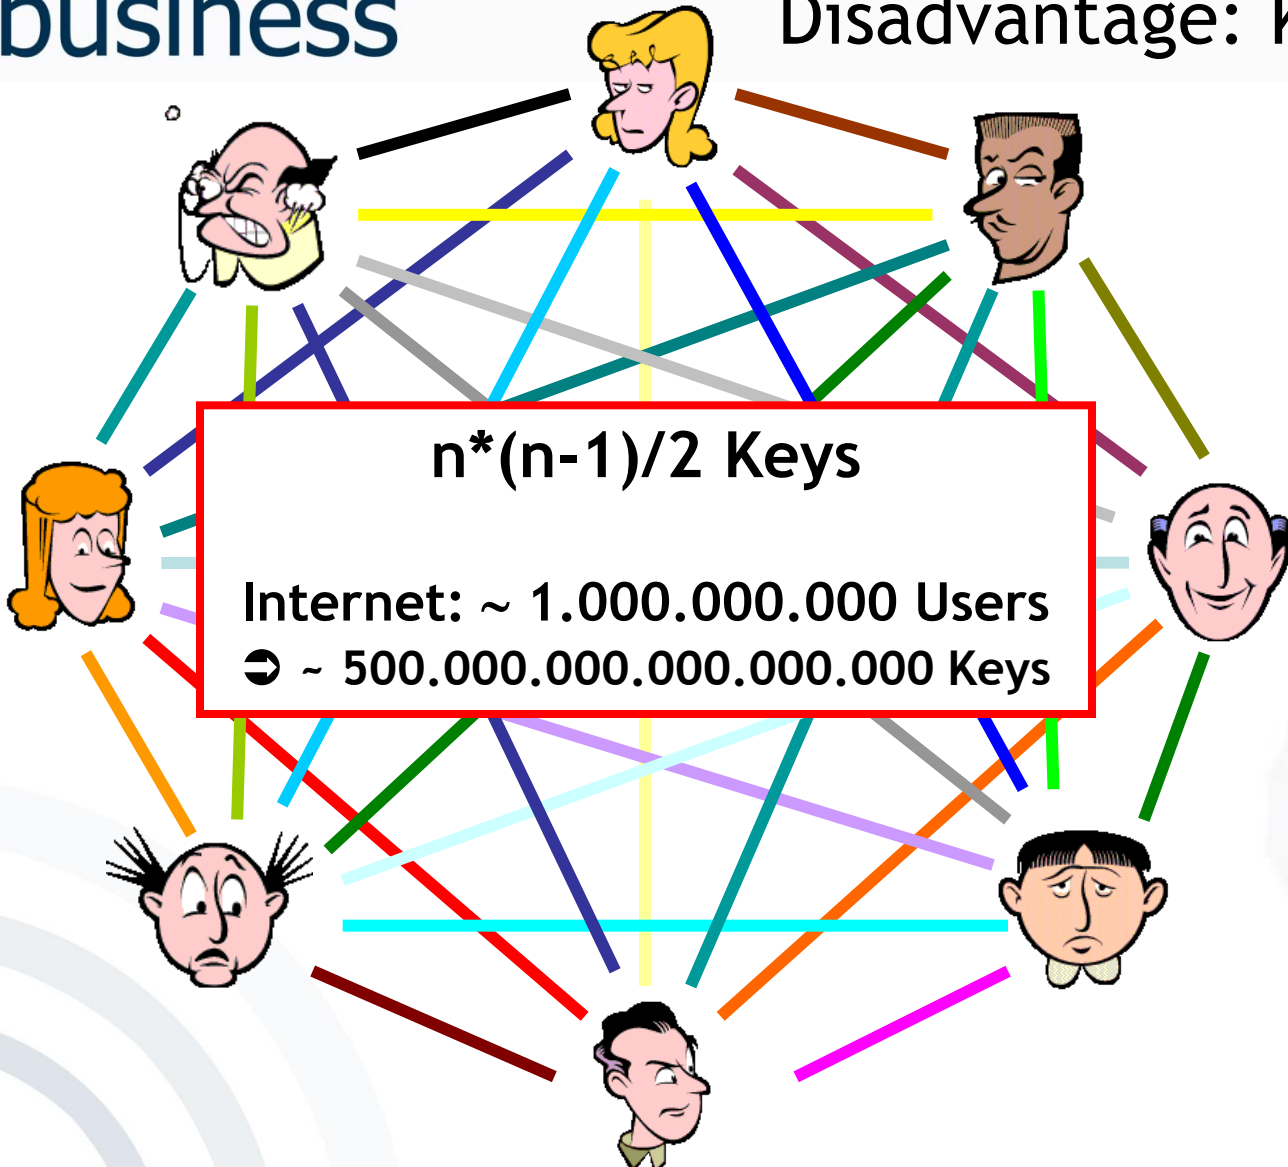 business
Disadvantage:
n*(n-1)/2 Keys
Internet: ~ 1.000.000.000 Users
➲ ~ 500.000.000.000.000.000 Keys